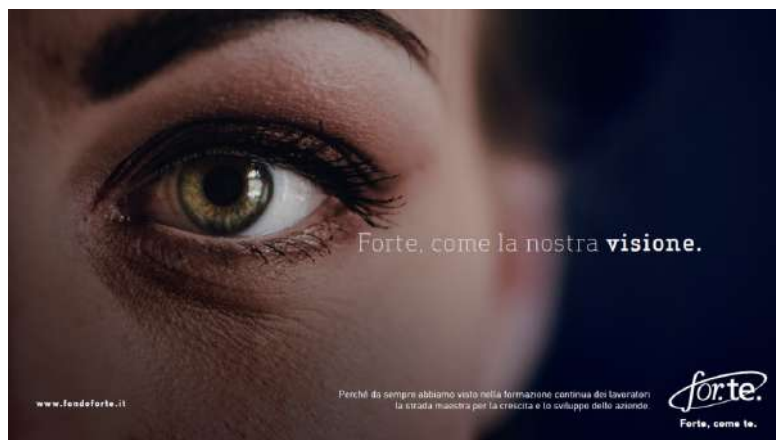 Forte, come la nostra visione.
www.fondoforte.it
Perché da sempre abbiamo visto nella formazione continua dei lavoratori
la strada maestra per la crescita e lo sviluppo delle aziende.
for.te.
Forte, come te.